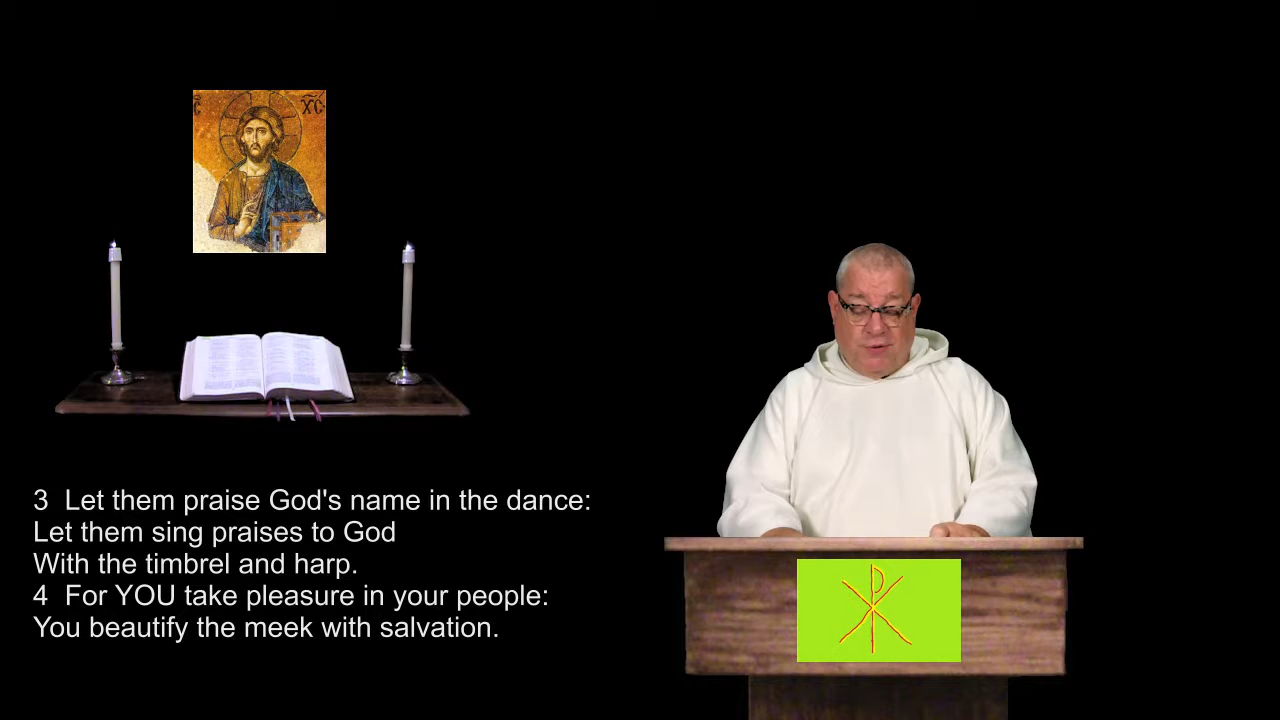 C XC
3 Let them praise God's name in the dance:
Let them sing praises to God
With the timbrel and harp.
4 For YOU take pleasure in your people:
You beautify the meek with salvation.